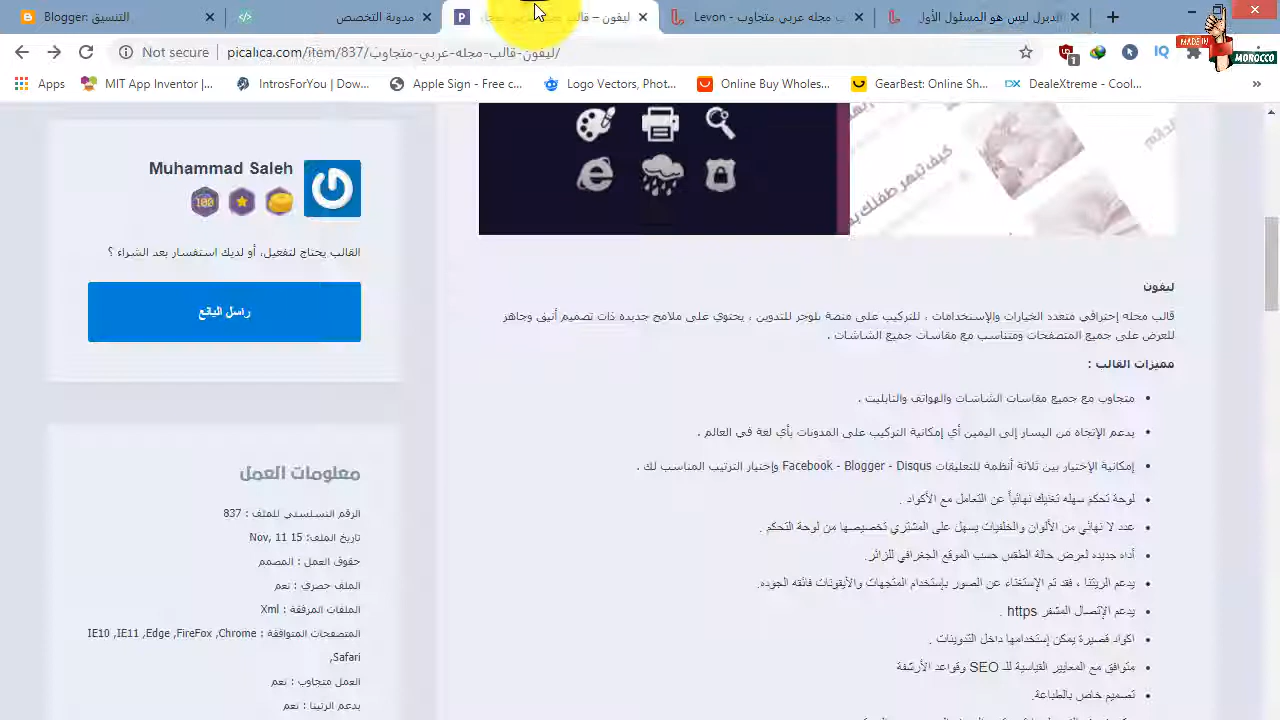 Blogger: التنسيق
مدونة التخصص
ليفون – قالب
Levon - قالب مجله عربي متجاوب
الديزل ليس هو المسئول الأول
MADE IN
MOROCCO
Not secure
picalica.com/item/837/ليفون-قالب-مجله-عربي-متجاوب/
Apps
MIT App Inventor |...
IntrosForYou | Dow...
Apple Sign - Free c...
Logo Vectors, Phot...
Online Buy Wholes...
GearBest: Online Sh...
DealeXtreme - Cool...
»
Muhammad Saleh
100
القالب يحتاج لتفعيل، أو لديك استفسار بعد الشراء ؟
راسل البائع
معلومات العمل
الرقم التسلسلي للملف : 837
تاريخ الملف: 15 Nov, 11
حقوق العمل : المصمم
الملف حصري : نعم
الملفات المرفقة : Xml
المتصفحات المتوافقة : IE10 ,IE11 ,Edge ,FireFox ,Chrome
,Safari
العمل متجاوب : نعم
يدعم الرتينا : نعم
كيف تبهر طفلك
ليفون
قالب مجله إحترافي متعدد الخيارات والإستخدامات ، للتركيب على منصة بلوجر للتدوين ، يحتوي على ملامح جديدة ذات تصميم أنيق وجاهز
للعرض على جميع المتصفحات ومتناسب مع مقاسات جميع الشاشات .
مميزات القالب :
متجاوب مع جميع مقاسات الشاشات والهواتف والتابليت .
يدعم الإتجاه من اليسار إلى اليمين أي إمكانية التركيب على المدونات بأي لغة في العالم .
إمكانية الإختيار بين ثلاثة أنظمة للتعليقات Facebook - Blogger - Disqus وإختيار الترتيب المناسب لك .
لوحة تحكم سهله تغنيك نهائياً عن التعامل مع الأكواد .
عدد لا نهائي من الألوان والخلفيات يسهل على المشتري تخصيصها من لوحة التحكم .
أداه جديده لعرض حالة الطقس حسب الموقع الجغرافي للزائر.
يدعم الريتنا ، فقد تم الإستغناء عن الصور بإستخدام المتجهات والأيقونات فائقه الجوده.
يدعم الإتصال المشفر https .
اكواد قصيرة يمكن إستخدامها داخل التدوينات .
متوافق مع المعايير القياسية للـ SEO وقواعد الأرشفة
تصميم خاص بالطباعة.